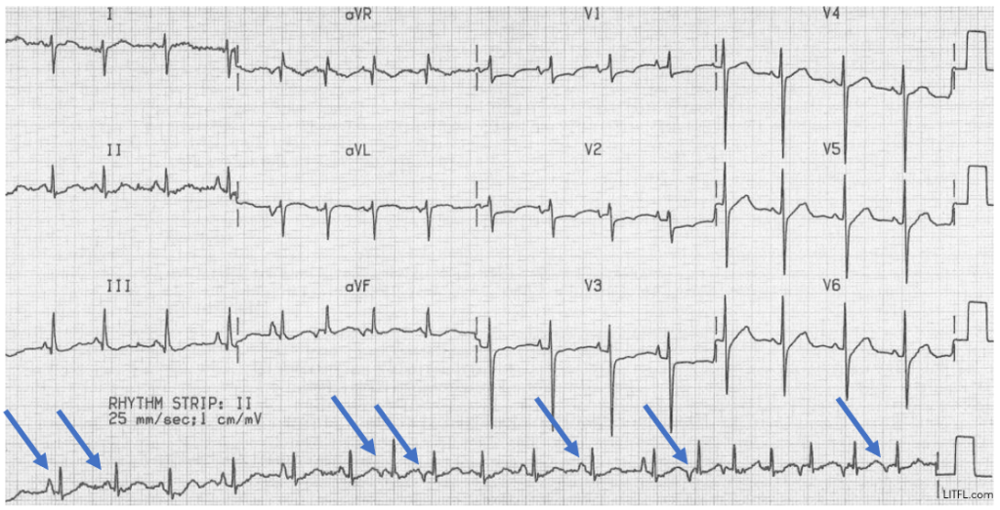 I aVR V1 V4
II aVL V2 V5
III aVF V3 V6
RHYTHM STRIP: II
25 mm/sec;1 cm/mV
LITFL.com